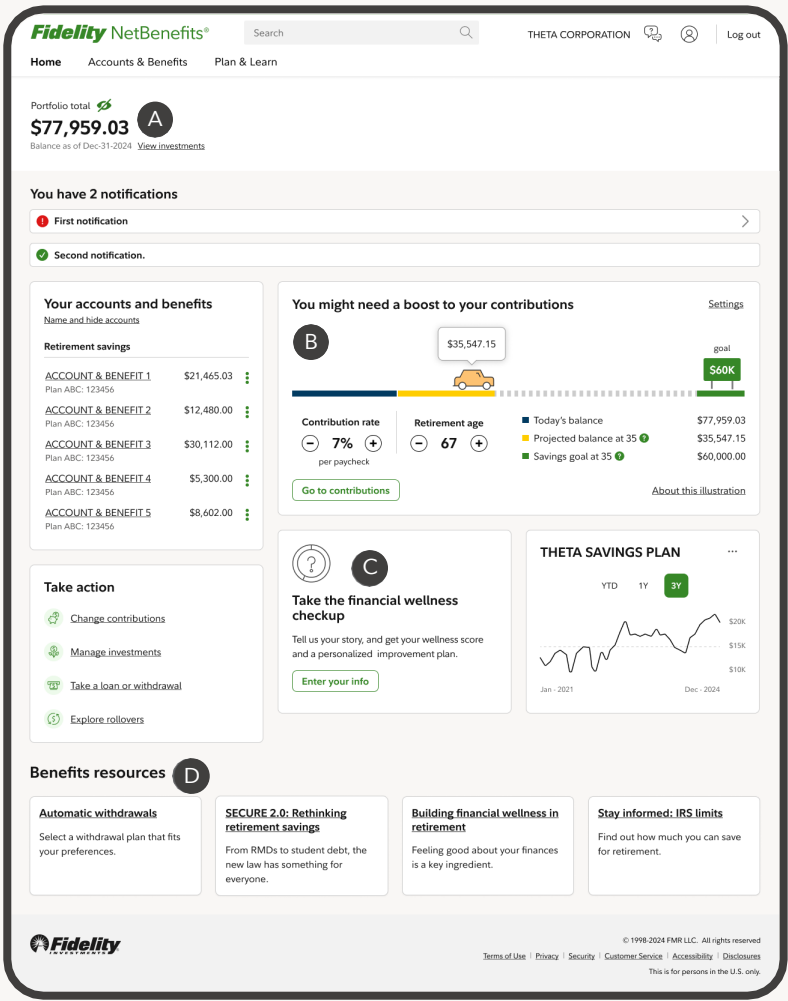 Fidelity NetBenefits®
Search
THETA CORPORATION
Log out
Home
Accounts & Benefits
Plan & Learn
Portfolio total
$77,959.03
A
Balance as of Dec-31-2024 View investments
You have 2 notifications
! First notification
Second notification.
Your accounts and benefits
Name and hide accounts
Retirement savings
ACCOUNT & BENEFIT 1 $21,465.03
Plan ABC: 123456
ACCOUNT & BENEFIT 2 $12,480.00
Plan ABC: 123456
ACCOUNT & BENEFIT 3 $30,112.00
Plan ABC: 123456
ACCOUNT & BENEFIT 4 $5,300.00
Plan ABC: 123456
ACCOUNT & BENEFIT 5 $8,602.00
Plan ABC: 123456
You might need a boost to your contributions
Settings
B
$35,547.15
goal
$60K
Contribution rate
− 7% +
per paycheck
Retirement age
− 67 +
Today's balance $77,959.03
Projected balance at 35 ? $35,547.15
Savings goal at 35 ? $60,000.00
Go to contributions
About this illustration
Take action
Change contributions
Manage investments
Take a loan or withdrawal
Explore rollovers
?
C
Take the financial wellness
checkup
Tell us your story, and get your wellness score
and a personalized improvement plan.
Enter your info
THETA SAVINGS PLAN ...
YTD 1Y 3Y
$20K
$15K
$10K
Jan - 2021 Dec - 2024
Benefits resources
D
Automatic withdrawals
Select a withdrawal plan that fits
your preferences.
SECURE 2.0: Rethinking
retirement savings
From RMDs to student debt, the
new law has something for
everyone.
Building financial wellness in
retirement
Feeling good about your finances
is a key ingredient.
Stay informed: IRS limits
Find out how much you can save
for retirement.
Fidelity
INVESTMENTS
© 1998-2024 FMR LLC. All rights reserved
Terms of Use | Privacy | Security | Customer Service | Accessibility | Disclosures
This is for persons in the U.S. only.